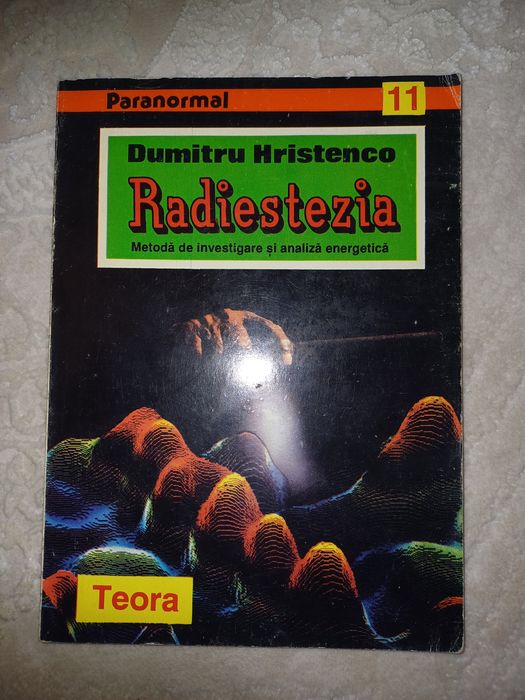 Paranormal 11
Dumitru Hristenco
Radiestezia
Metodă de investigare și analiză energetică
Teora